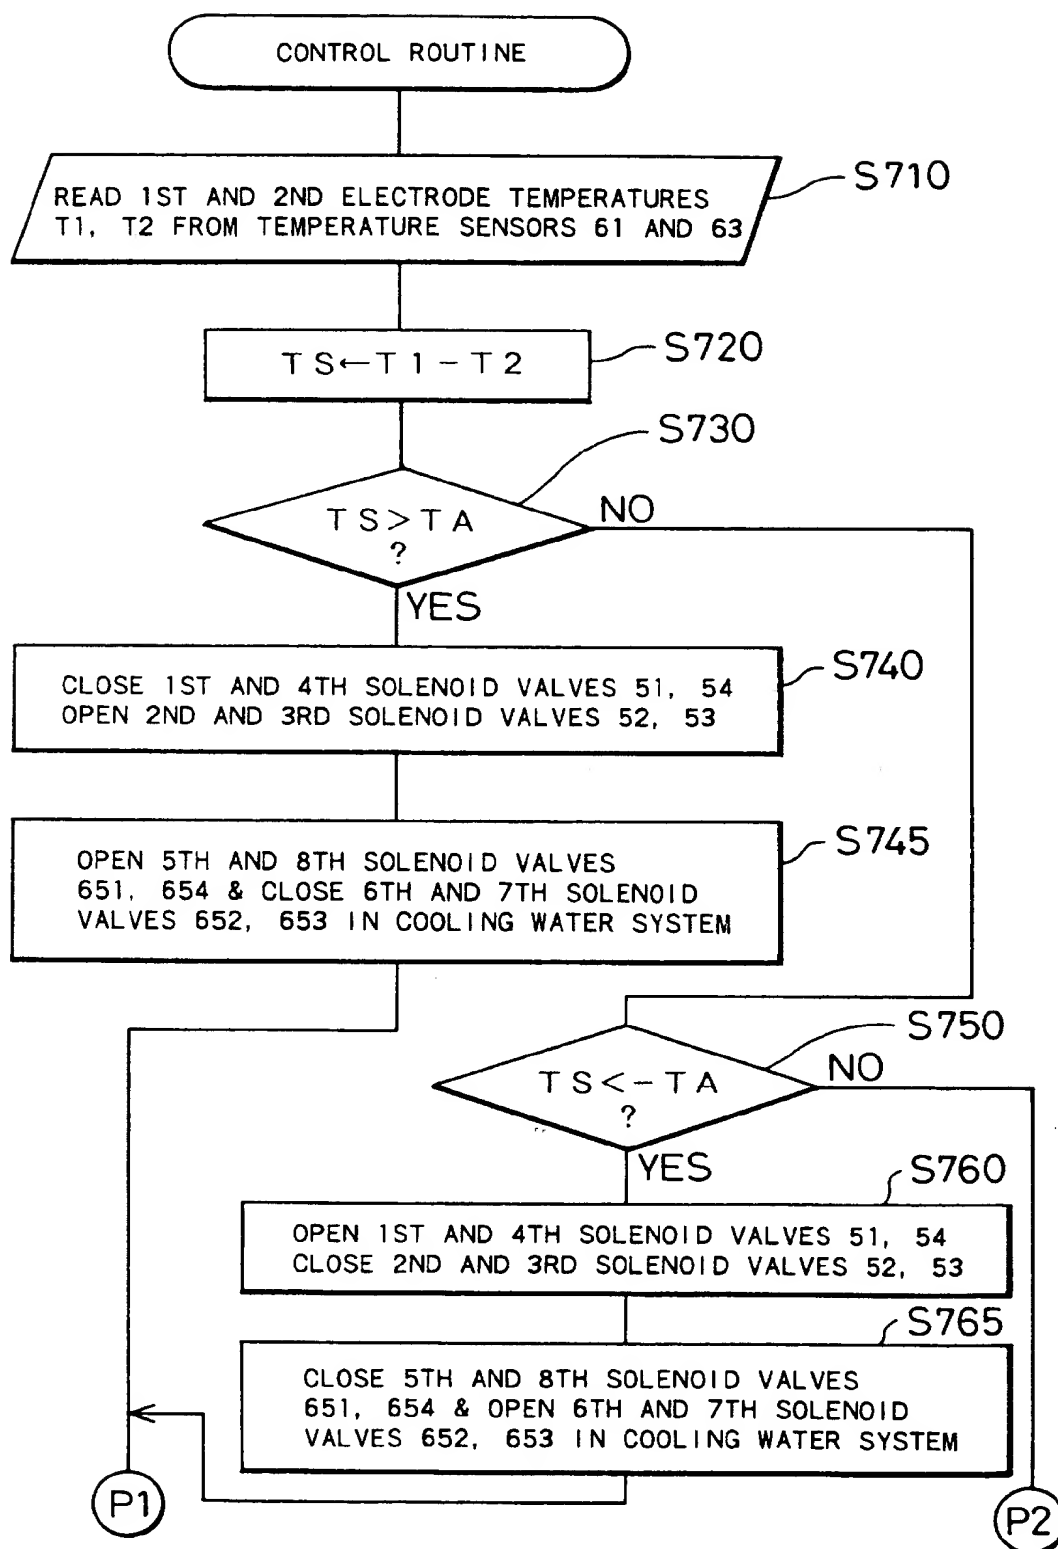 CONTROL ROUTINE
READ 1ST AND 2ND ELECTRODE TEMPERATURES
T1, T2 FROM TEMPERATURE SENSORS 61 AND 63
S710
TS←T1-T2
S720
S730
TS>TA
?
NO
YES
S740
CLOSE 1ST AND 4TH SOLENOID VALVES 51, 54
OPEN 2ND AND 3RD SOLENOID VALVES 52, 53
S745
OPEN 5TH AND 8TH SOLENOID VALVES
651, 654 & CLOSE 6TH AND 7TH SOLENOID
VALVES 652, 653 IN COOLING WATER SYSTEM
S750
TS<-TA
?
NO
YES
S760
OPEN 1ST AND 4TH SOLENOID VALVES 51, 54
CLOSE 2ND AND 3RD SOLENOID VALVES 52, 53
S765
CLOSE 5TH AND 8TH SOLENOID VALVES
651, 654 & OPEN 6TH AND 7TH SOLENOID
VALVES 652, 653 IN COOLING WATER SYSTEM
P1
P2